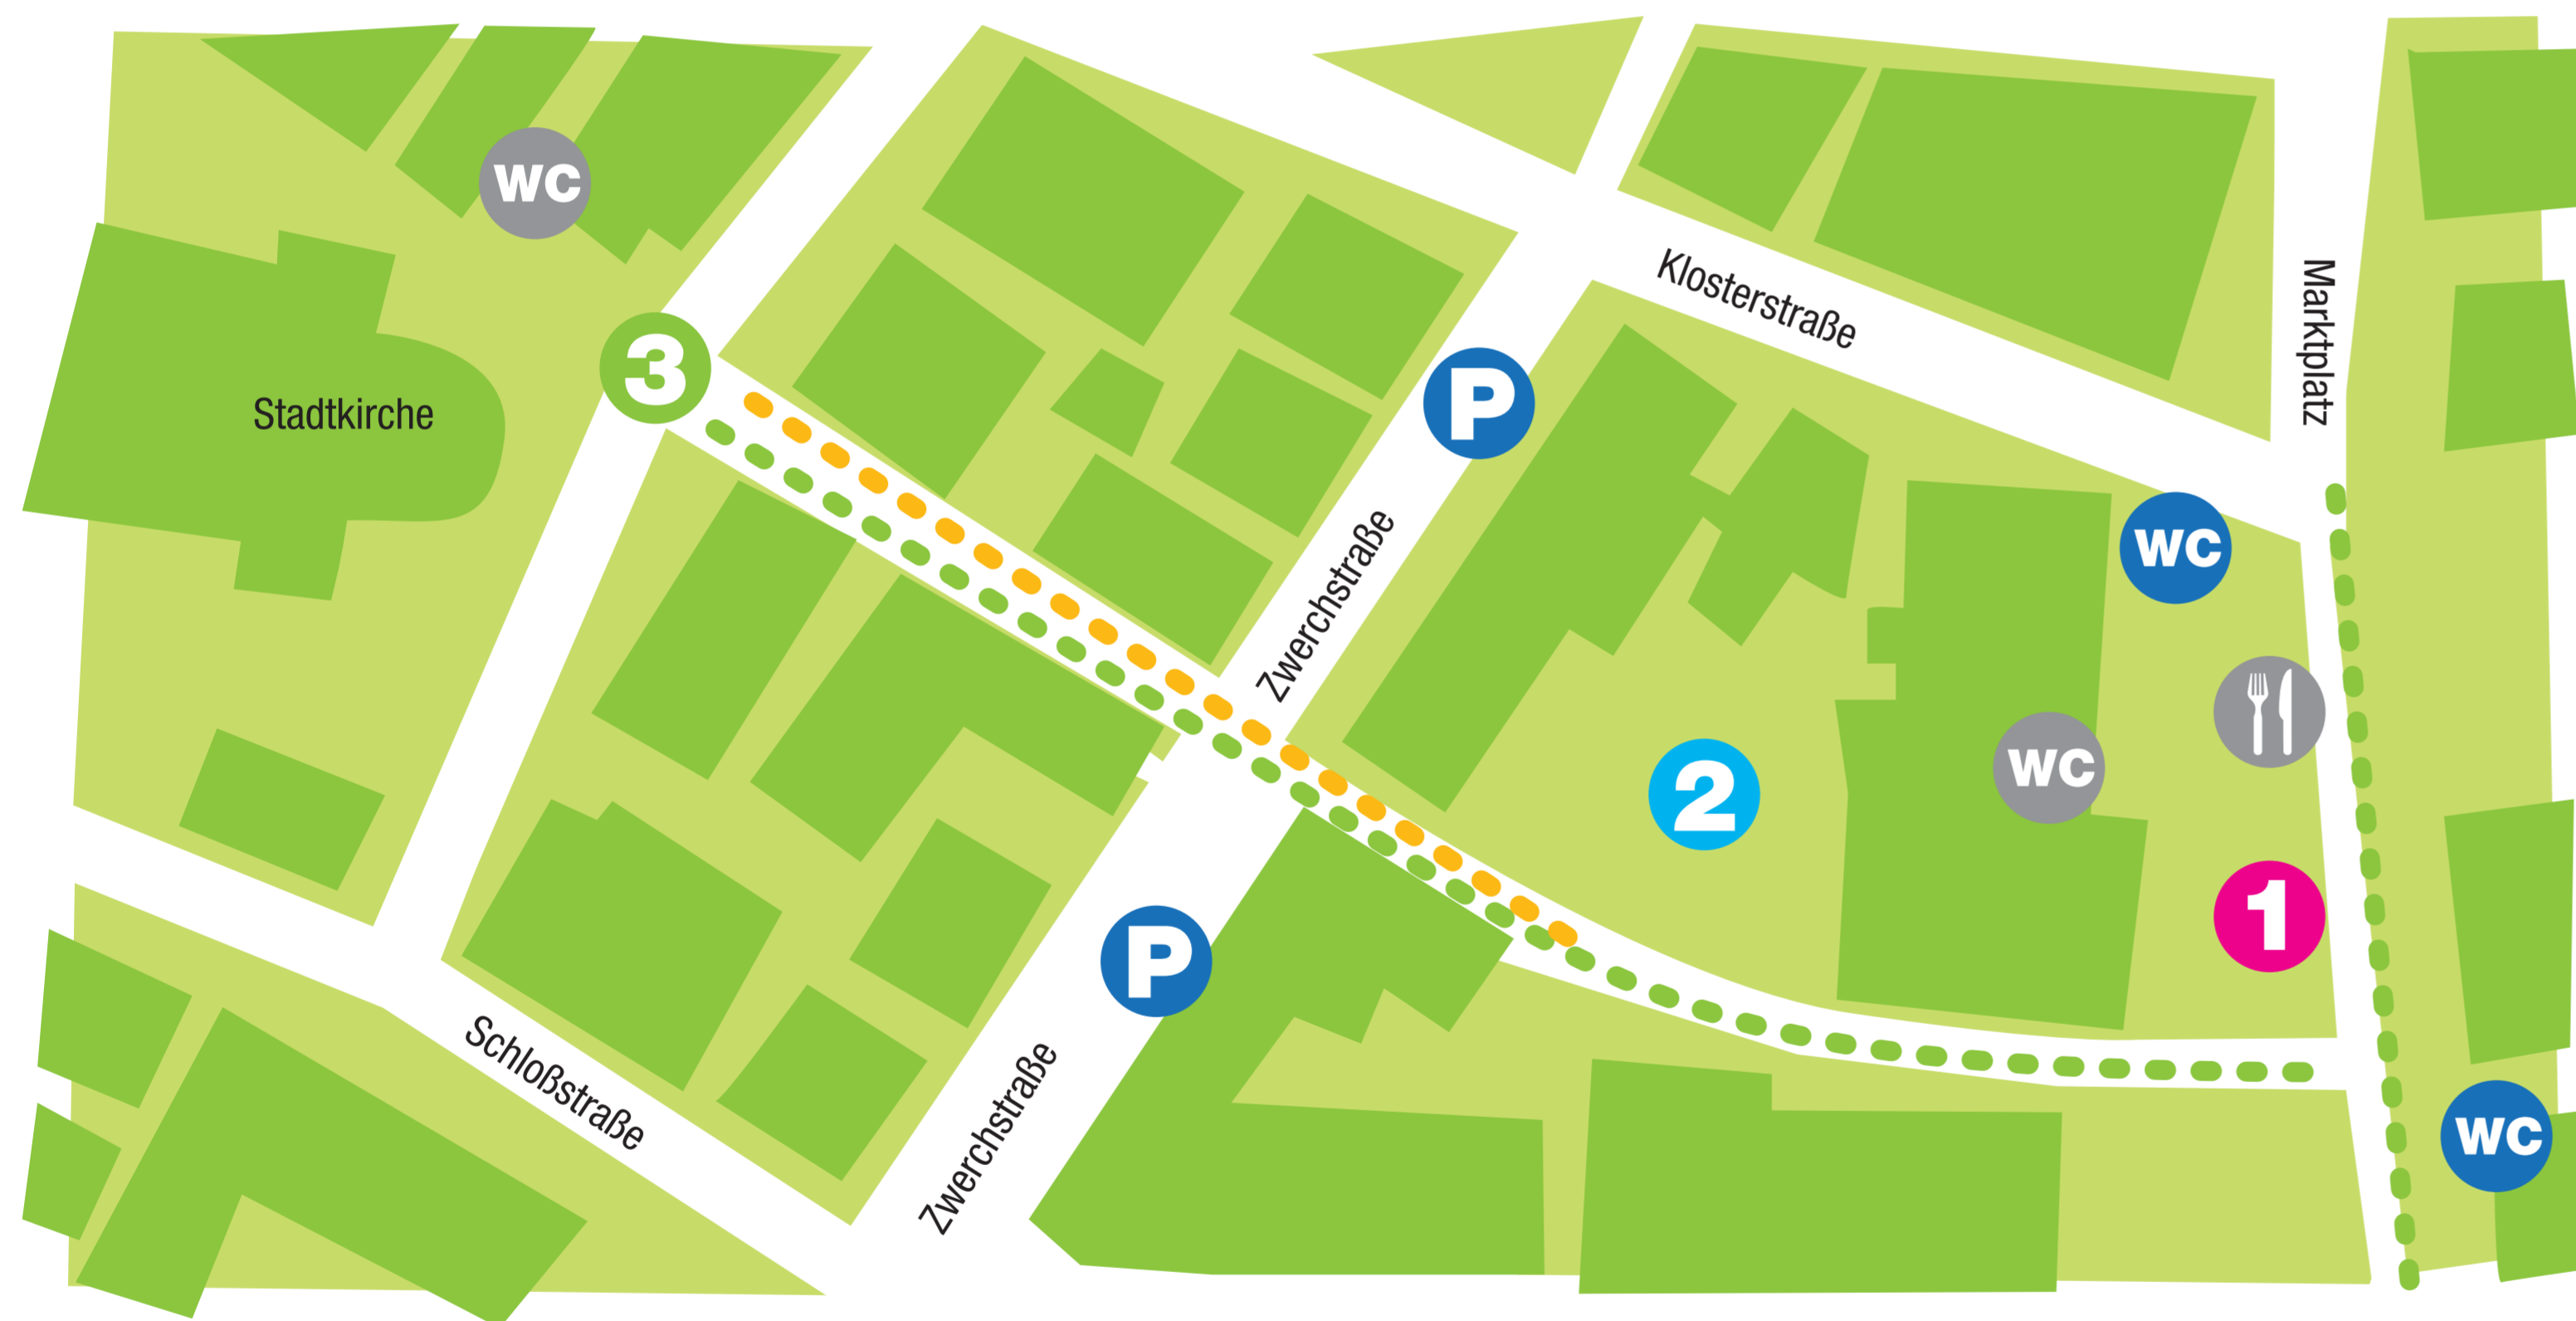 WC
Klosterstraße
Marktplatz
3
P
Stadtkirche
WC
Zwerchstraße
2
WC
1
P
Schloßstraße
Zwerchstraße
WC